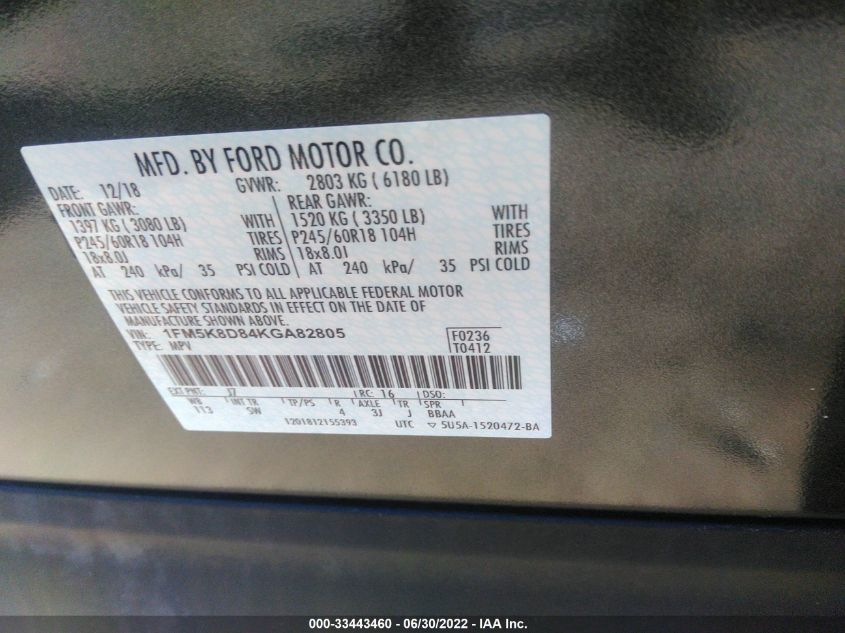 MFD. BY FORD MOTOR CO.
DATE: 12/18 GVWR: 2803 KG ( 6180 LB)
FRONT GAWR: REAR GAWR:
1397 KG ( 3080 LB) WITH 1520 KG ( 3350 LB) WITH
P245/60R18 104H TIRES P245/60R18 104H TIRES
18x8.0J RIMS 18x8.0J RIMS
AT 240 kPa/ 35 PSI COLD AT 240 kPa/ 35 PSI COLD
THIS VEHICLE CONFORMS TO ALL APPLICABLE FEDERAL MOTOR
VEHICLE SAFETY STANDARDS IN EFFECT ON THE DATE OF
MANUFACTURE SHOWN ABOVE.
VIN: 1FM5K8D84KGA82805 F0236
TYPE: MPV T0412
EXT PNT: J7 RC: 16 DSO:
WB INT TR TP/PS R AXLE TR SPR
113 SW 4 3J J BBAA
1201812155393 UTC ▽ 5U5A-1520472-BA
000-33443460 - 06/30/2022 - IAA Inc.